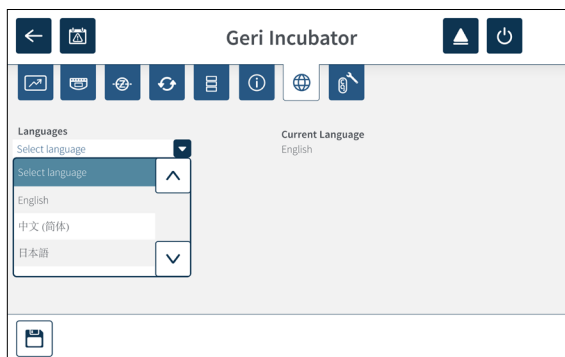 Geri Incubator
Languages
Select language
Current Language
English
Select language
English
中文 (简体)
日本語